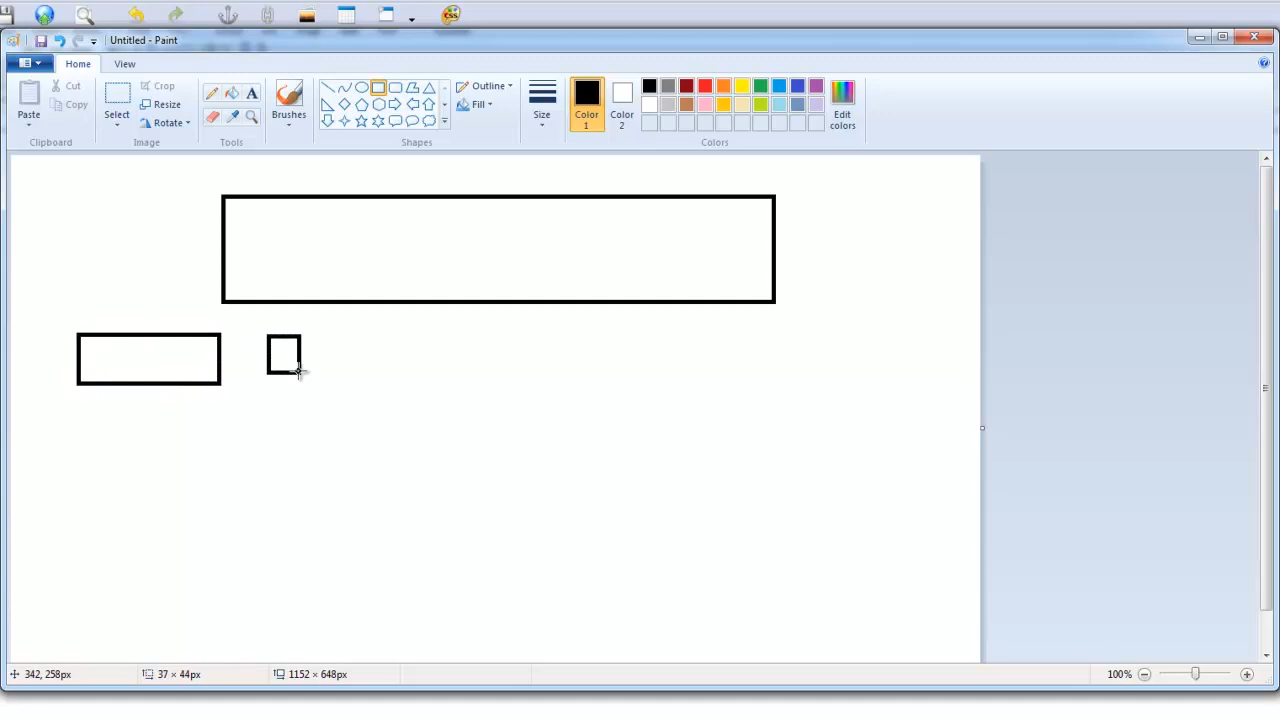 css
Untitled - Paint
Home
View
Paste
Cut
Copy
Clipboard
Select
Crop
Resize
Rotate
Image
A
Tools
Brushes
Shapes
Outline
Fill
Size
Color
1
Color
2
Edit
colors
Colors
342, 258px
37 × 44px
1152 × 648px
100%